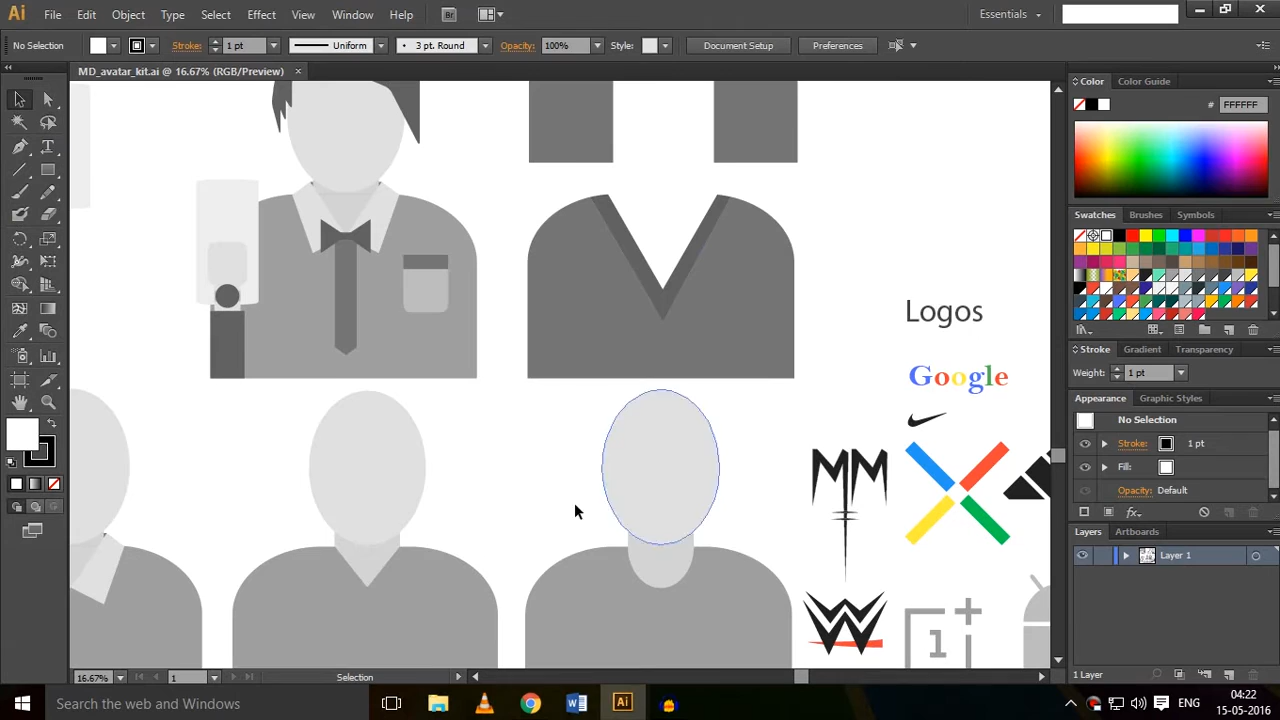 Ai File Edit Object Type Select Effect View Window Help Br Essentials
No Selection Stroke: 1 pt Uniform 3 pt. Round Opacity: 100% Style: Document Setup Preferences
MD_avatar_kit.ai @ 16.67% (RGB/Preview) ×
Color Color Guide
# FFFFFF
Swatches Brushes Symbols
Logos
Google
Stroke Gradient Transparency
Weight: 1 pt
Appearance Graphic Styles
No Selection
Stroke: 1 pt
Fill:
Opacity: Default
Layers Artboards
Layer 1
1
16.67% 1 Selection
1 Layer
Search the web and Windows
ENG
04:22
15-05-2016